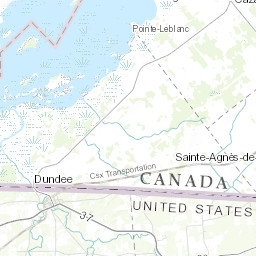 Pointe-Leblanc
Sainte-Agnès-de-
Csx Transportation
Dundee
CANADA
UNITED STATES
37